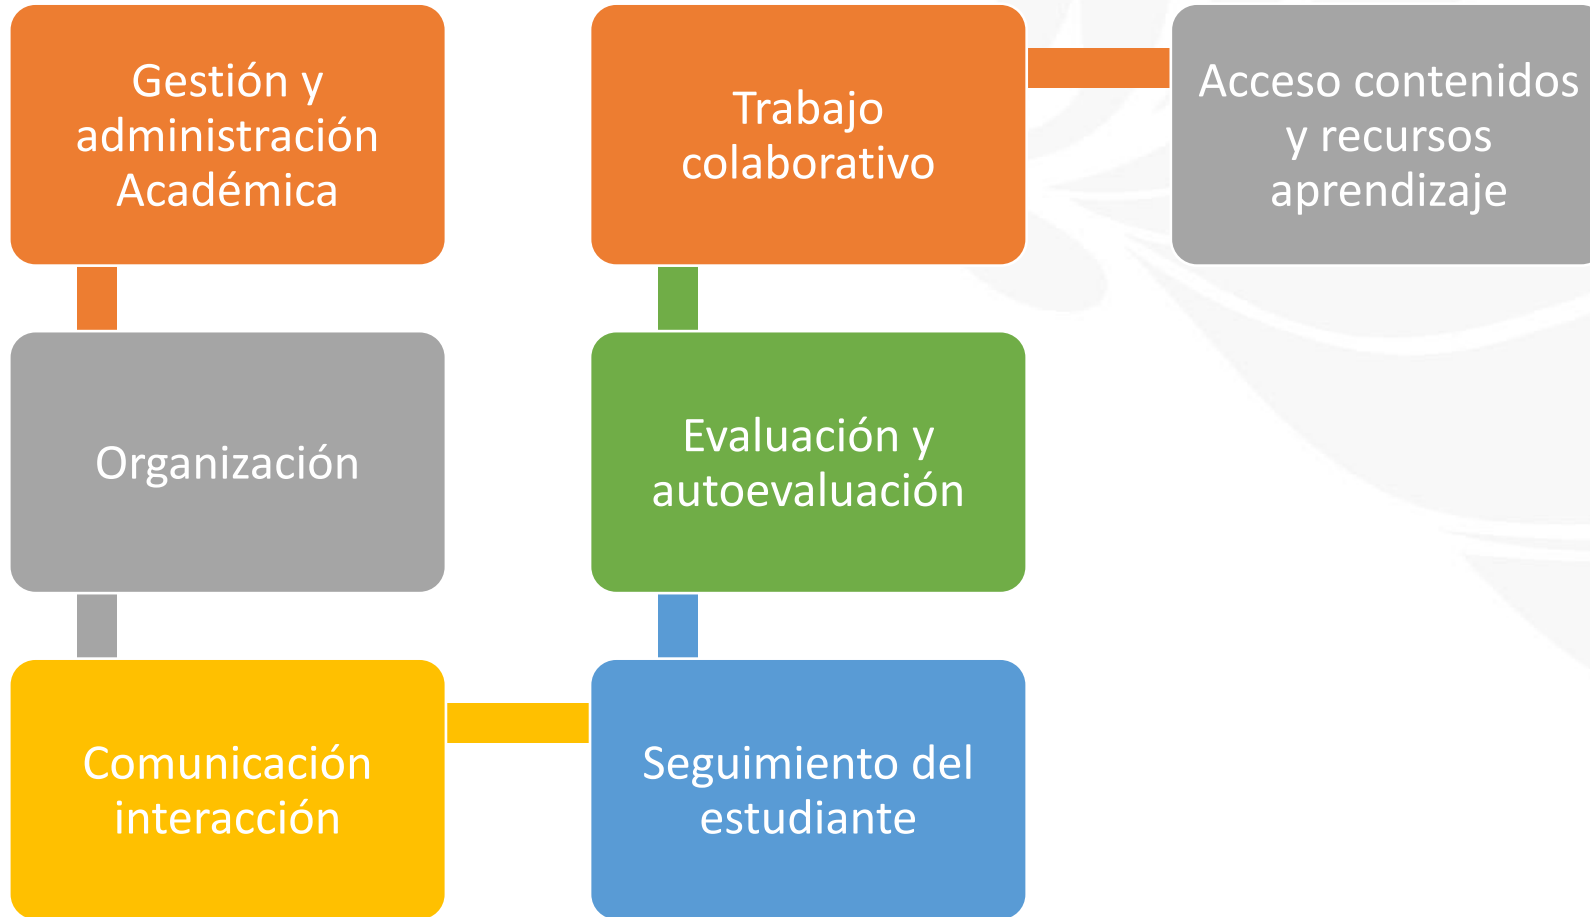 Gestión y
administración
Académica
Organización
Comunicación
interacción
Seguimiento del
estudiante
Evaluación y
autoevaluación
Trabajo
colaborativo
Acceso contenidos
y recursos
aprendizaje